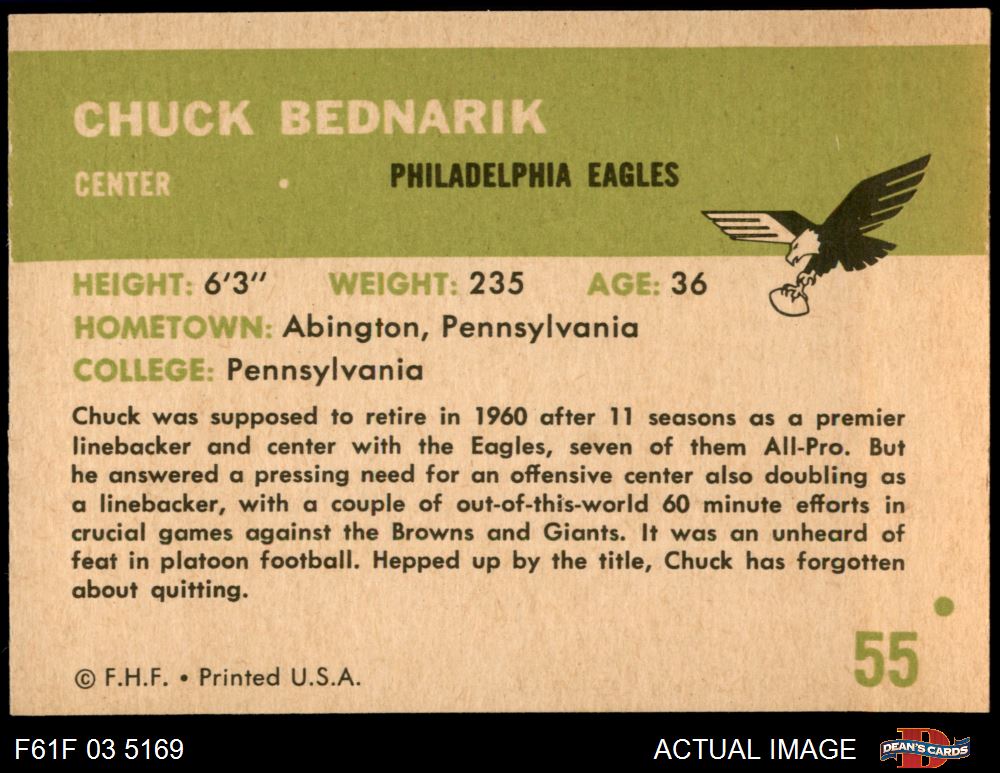 CHUCK BEDNARIK
CENTER • PHILADELPHIA EAGLES
HEIGHT: 6'3" WEIGHT: 235 AGE: 36
HOMETOWN: Abington, Pennsylvania
COLLEGE: Pennsylvania
Chuck was supposed to retire in 1960 after 11 seasons as a premier
linebacker and center with the Eagles, seven of them All-Pro. But
he answered a pressing need for an offensive center also doubling as
a linebacker, with a couple of out-of-this-world 60 minute efforts in
crucial games against the Browns and Giants. It was an unheard of
feat in platoon football. Hepped up by the title, Chuck has forgotten
about quitting.
55
© F.H.F. • Printed U.S.A.
F61F 03 5169 ACTUAL IMAGE DEAN'S CARDS